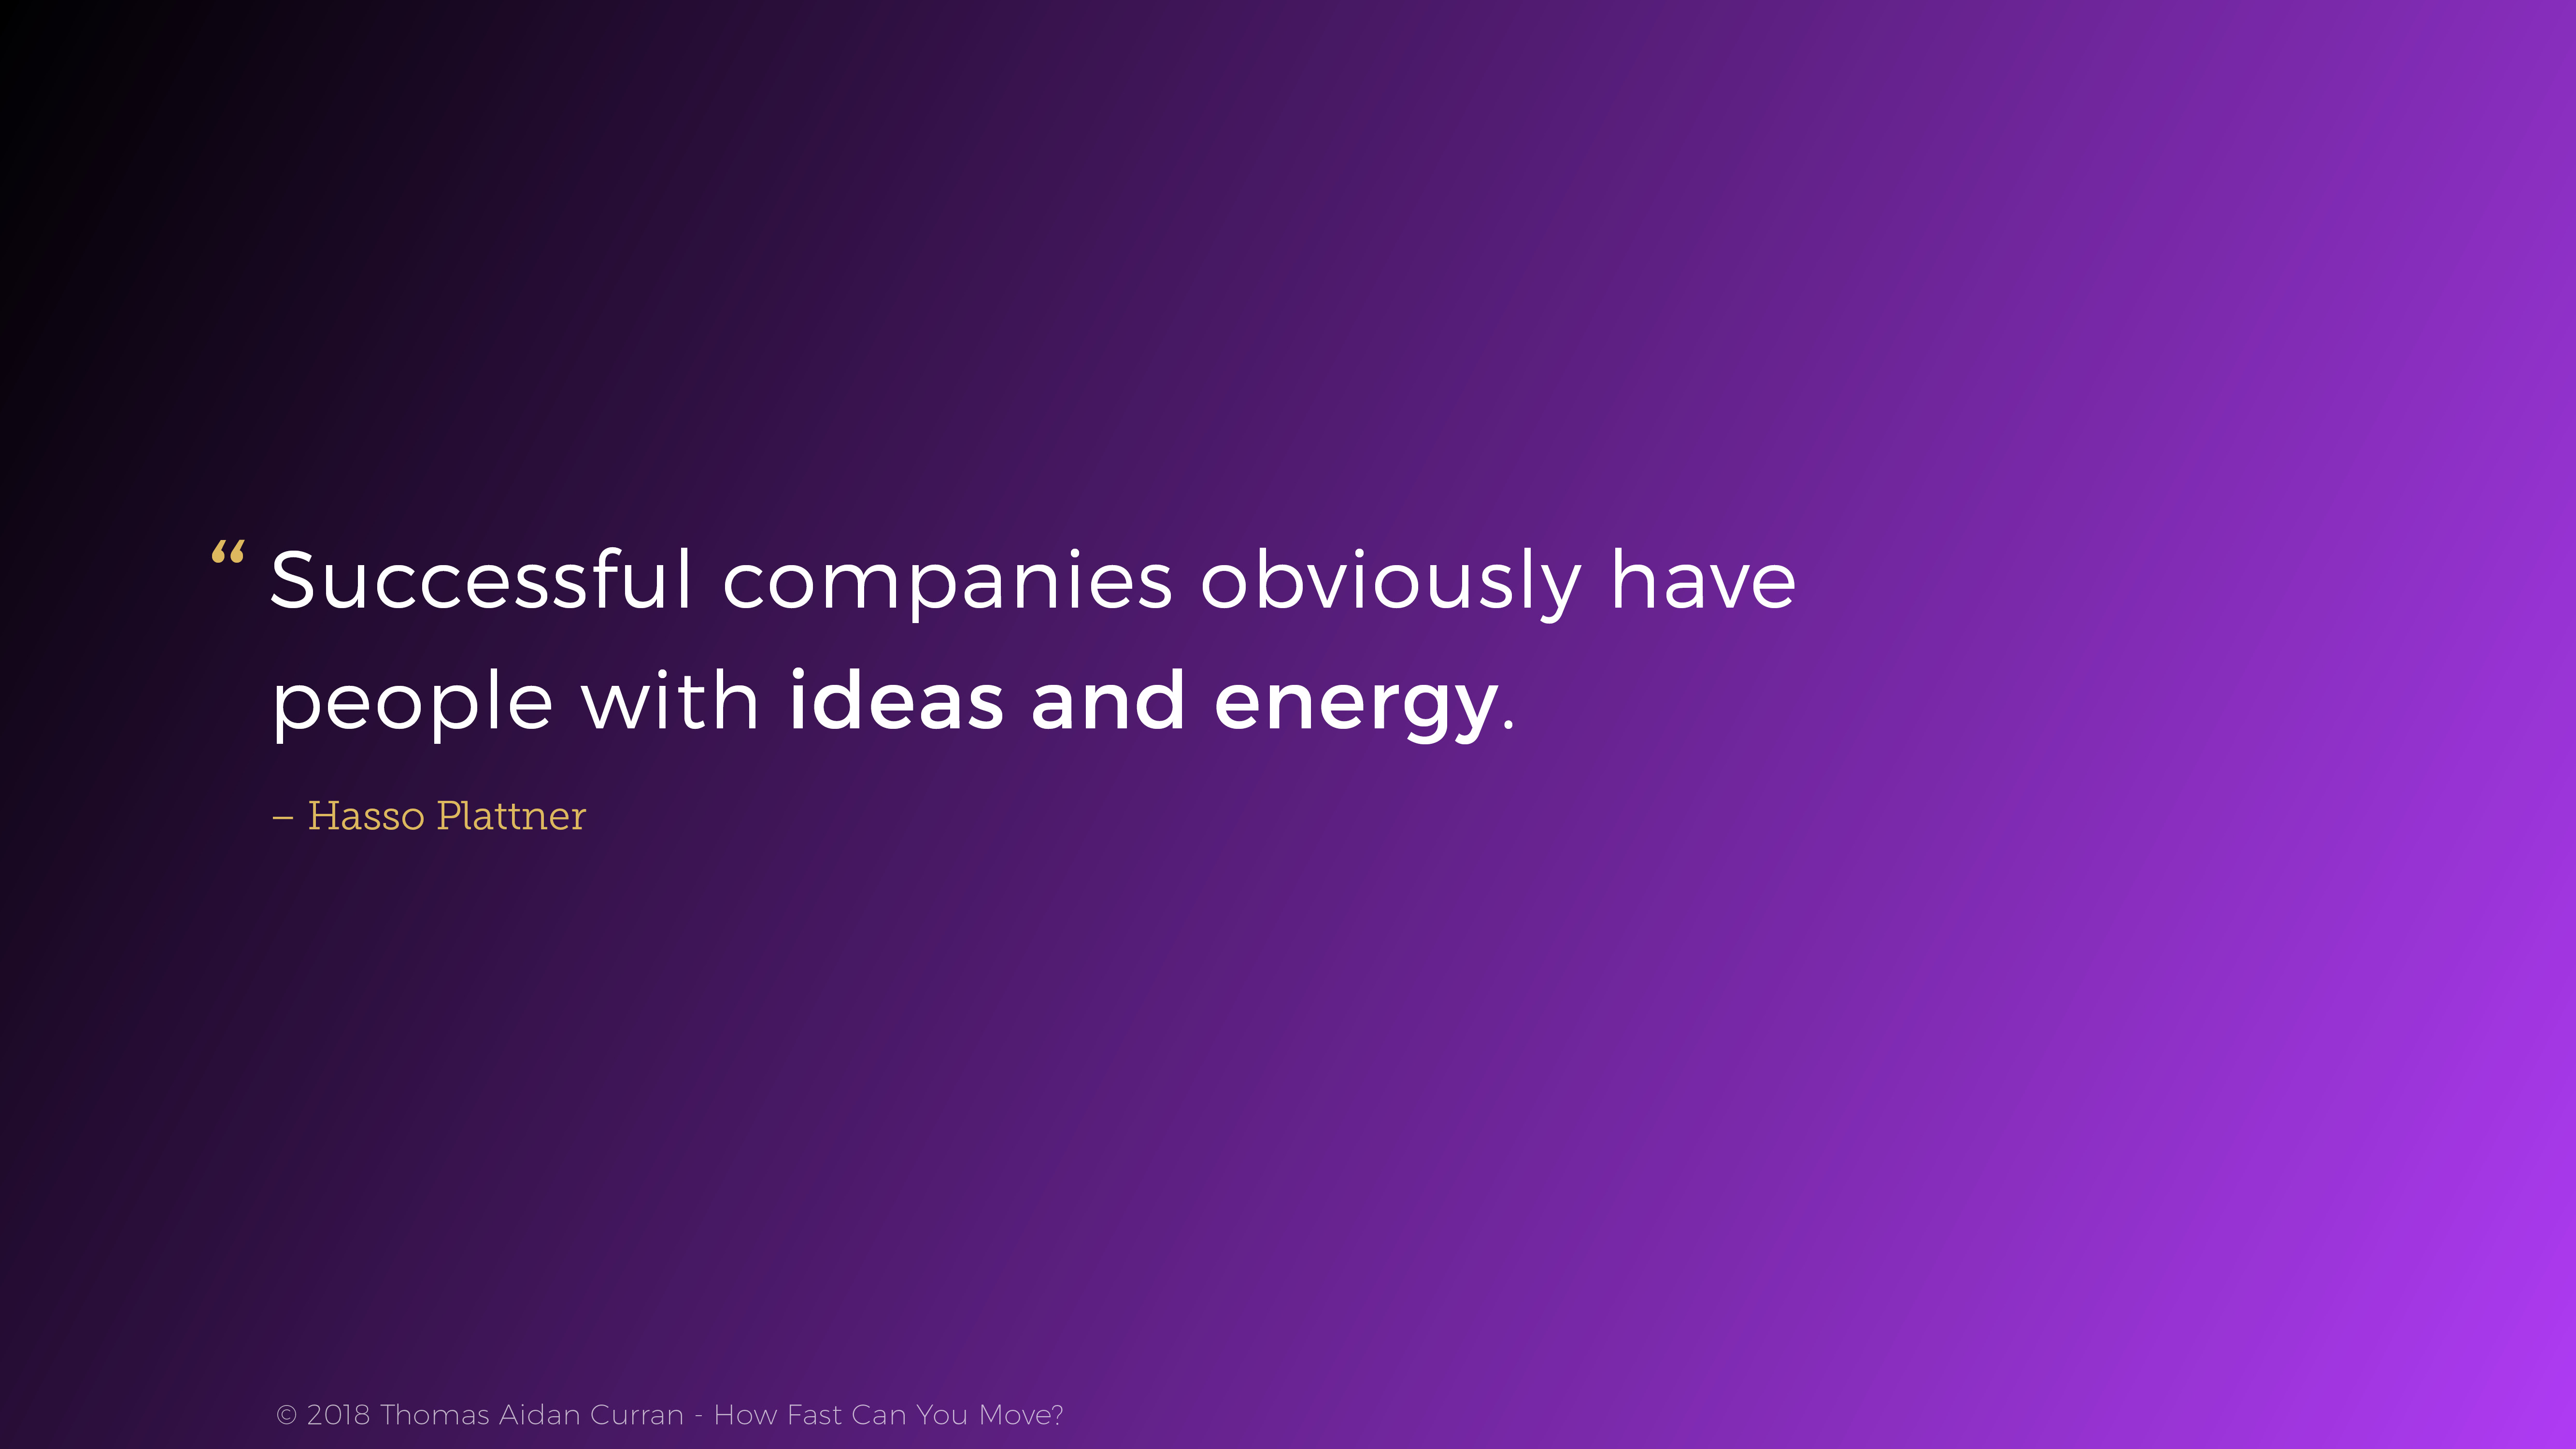 “ Successful companies obviously have
people with ideas and energy.
– Hasso Plattner
© 2018 Thomas Aidan Curran - How Fast Can You Move?